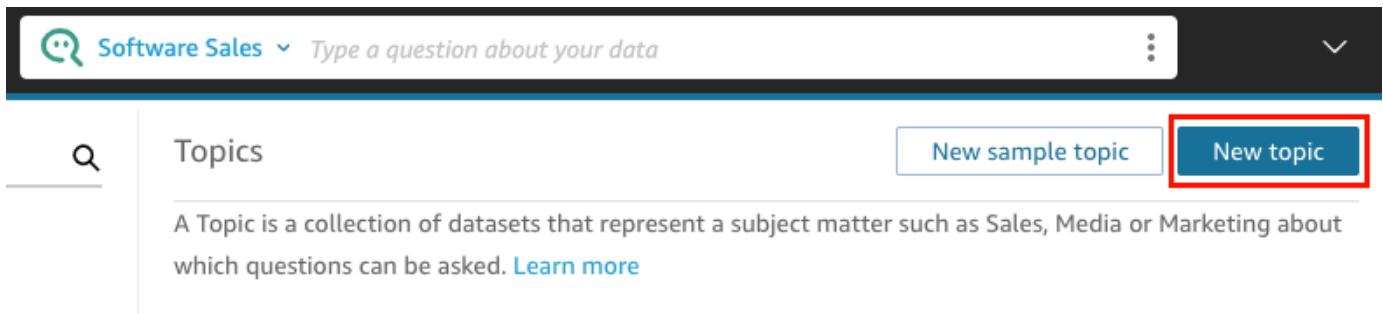 Software Sales Type a question about your data
Topics New sample topic New topic
A Topic is a collection of datasets that represent a subject matter such as Sales, Media or Marketing about
which questions can be asked. Learn more